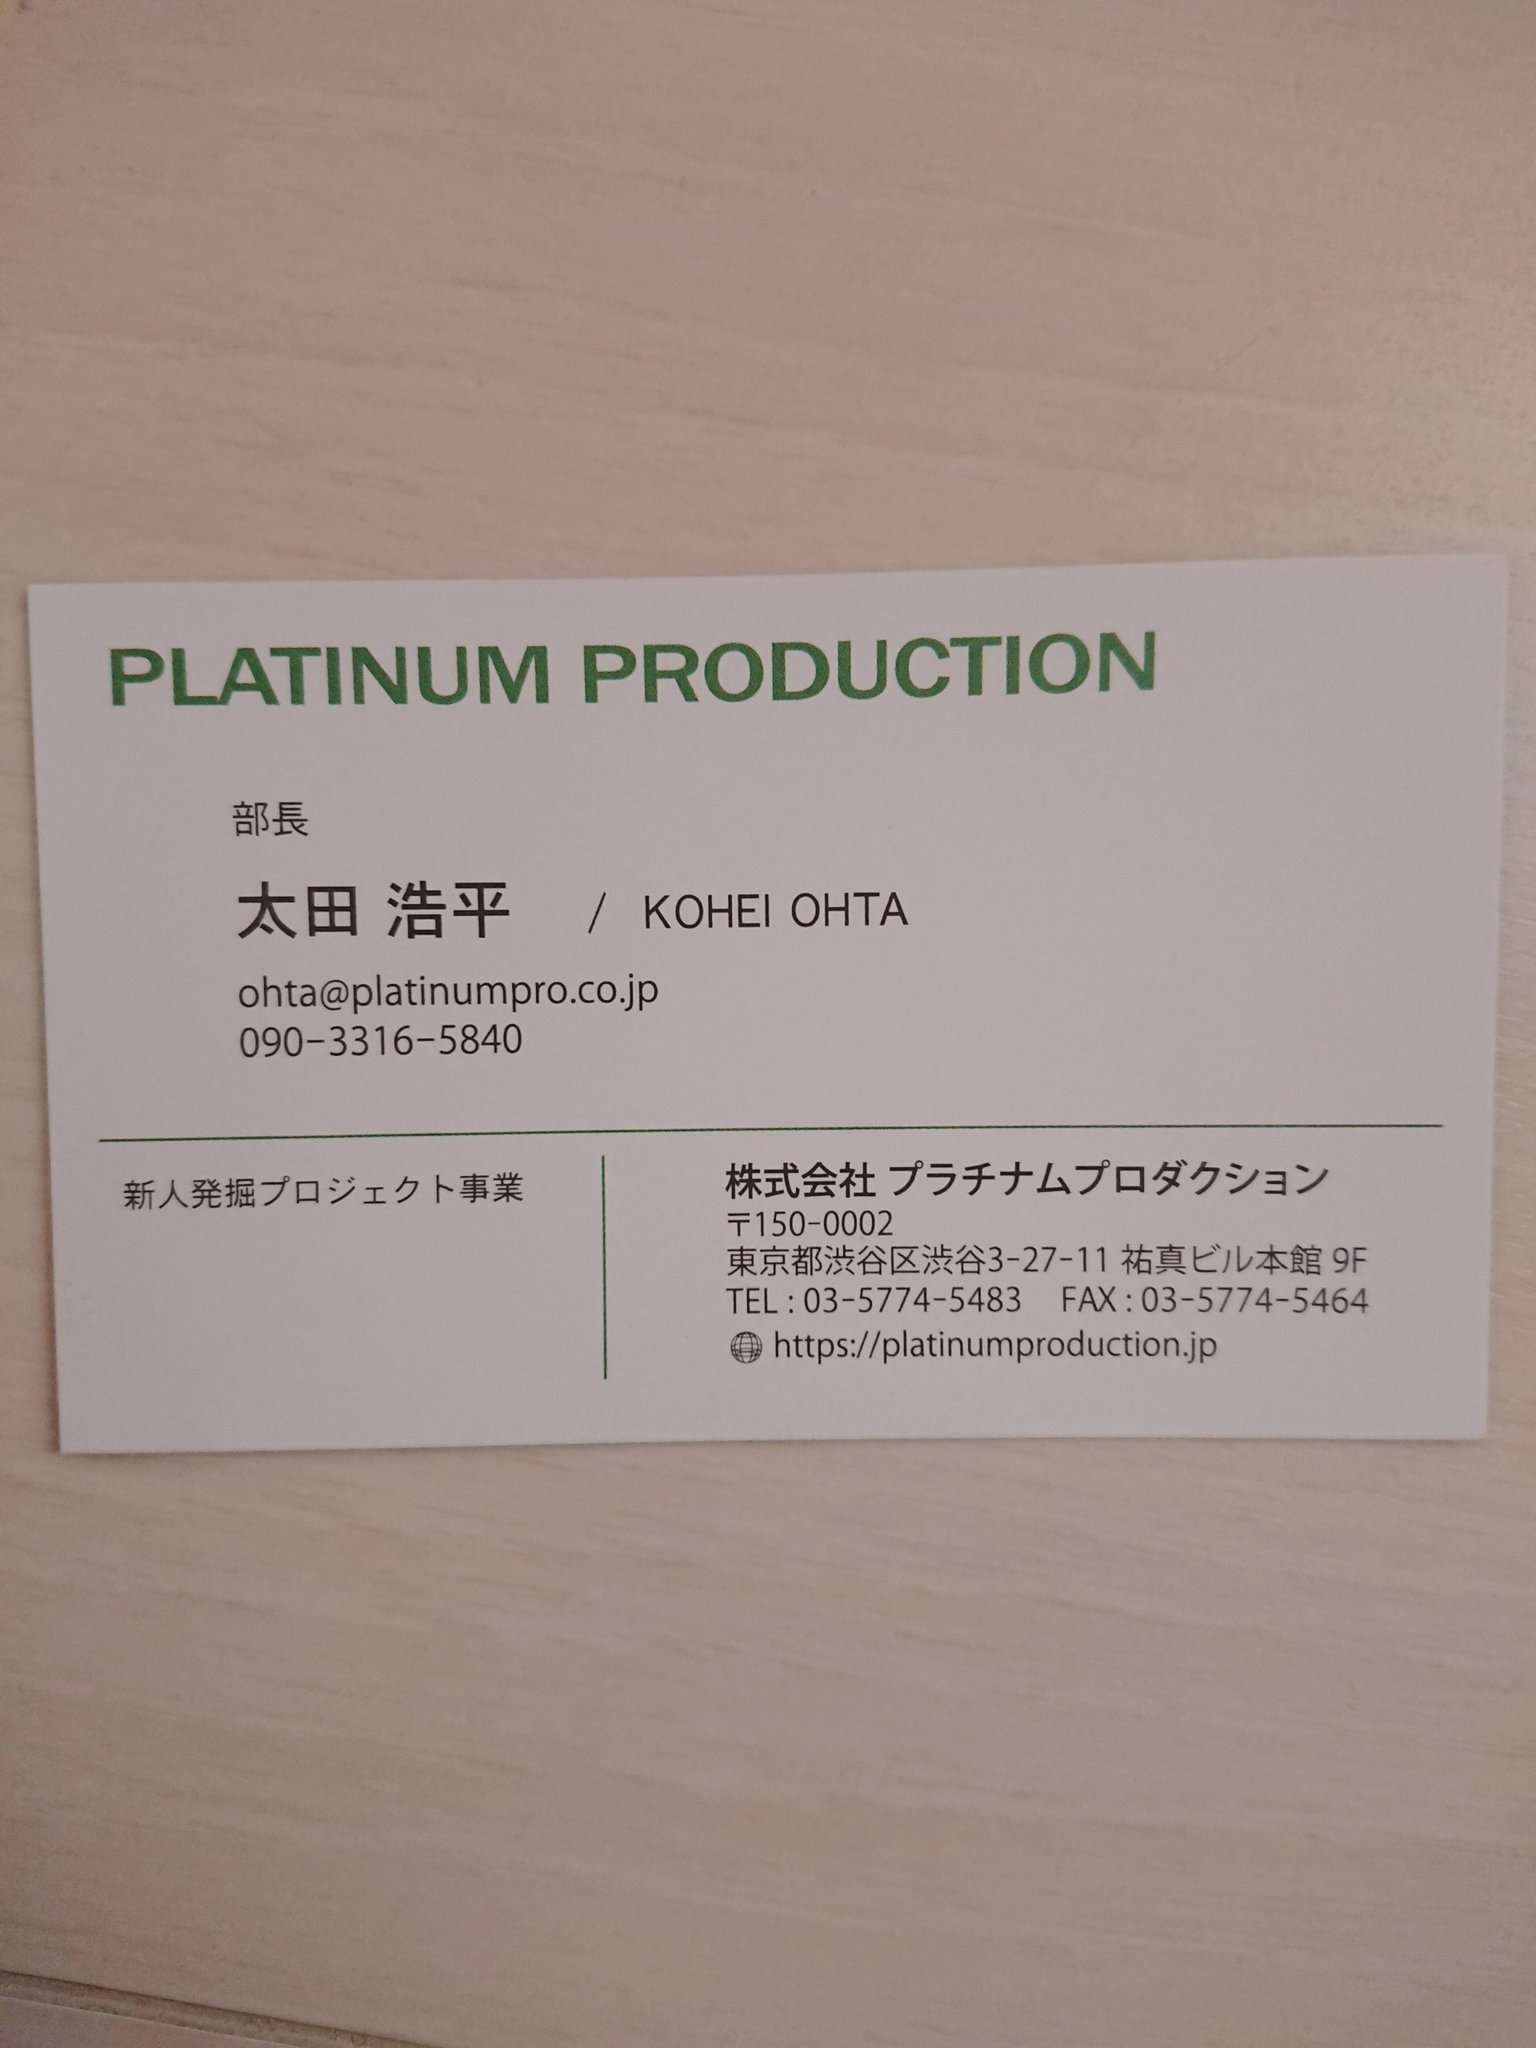 PLATINUM PRODUCTION
部長
太田 浩平 / KOHEI OHTA
ohta@platinumpro.co.jp
090-3316-5840
新人発掘プロジェクト事業
株式会社 プラチナムプロダクション
〒150-0002
東京都渋谷区渋谷3-27-11 祐真ビル本館 9F
TEL : 03-5774-5483 FAX : 03-5774-5464
https://platinumproduction.jp